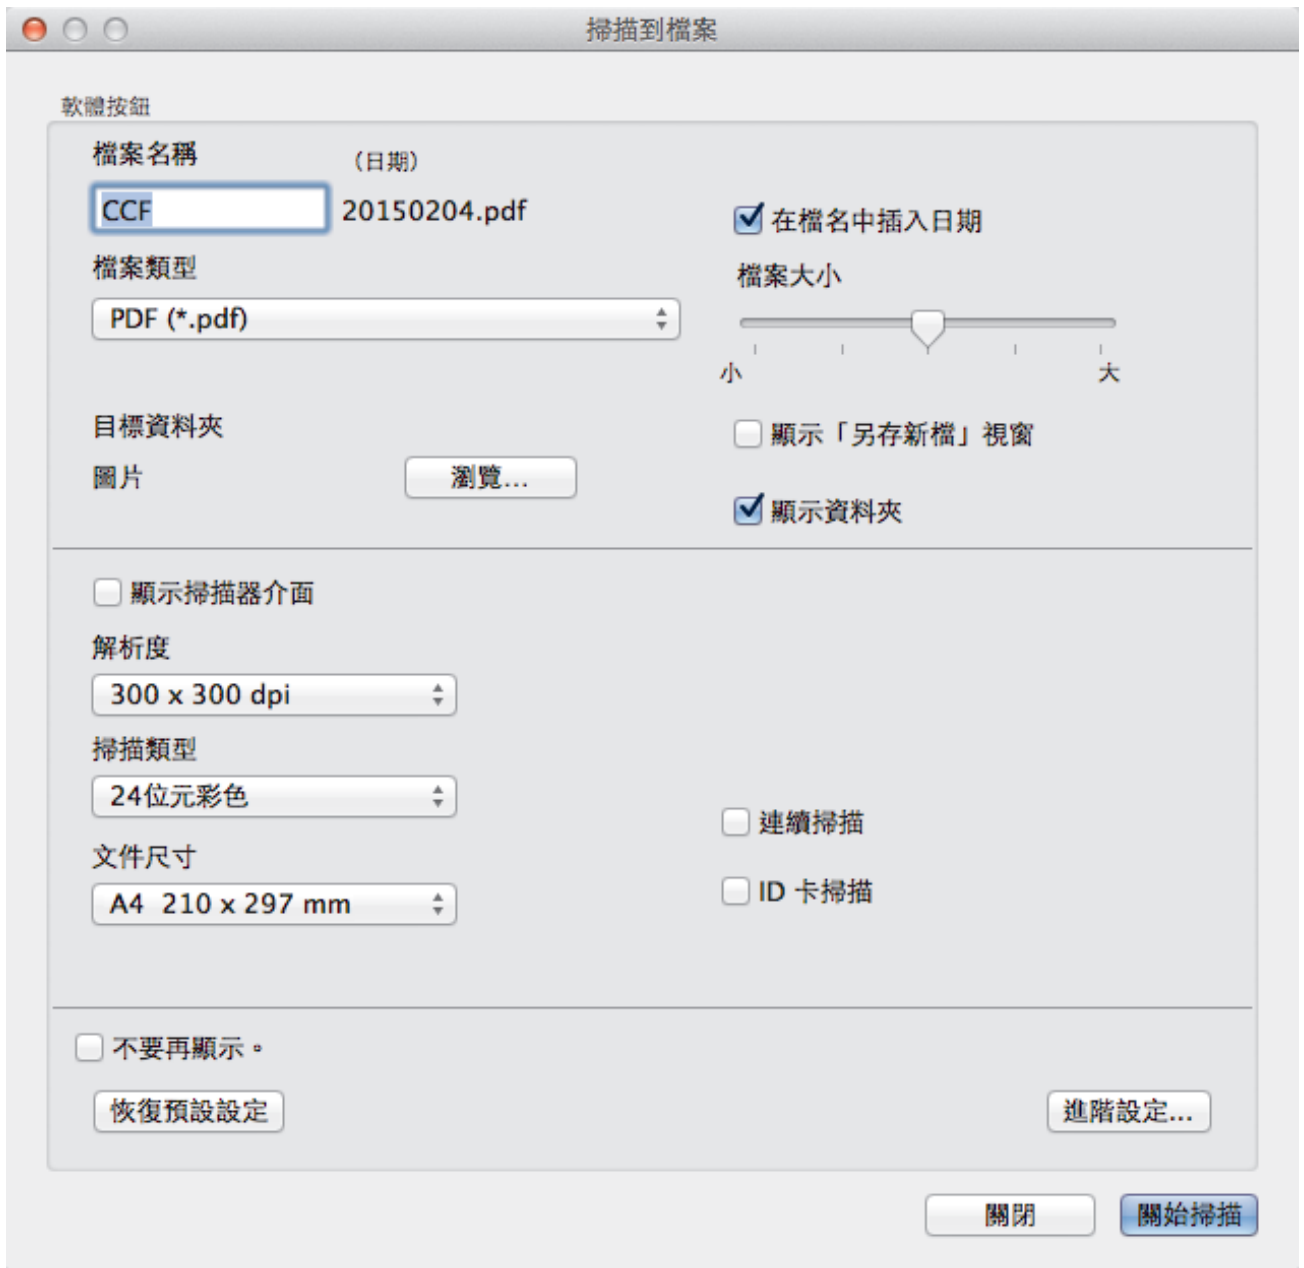 掃描到檔案
軟體按鈕
檔案名稱 (日期)
CCF 20150204.pdf
在檔名中插入日期
檔案類型
檔案大小
PDF (*.pdf)
小 大
目標資料夾
顯示「另存新檔」視窗
圖片 瀏覽...
顯示資料夾
顯示掃描器介面
解析度
300 x 300 dpi
掃描類型
24位元彩色
連續掃描
文件尺寸
A4 210 x 297 mm
ID 卡掃描
不要再顯示。
恢復預設設定 進階設定...
關閉 開始掃描